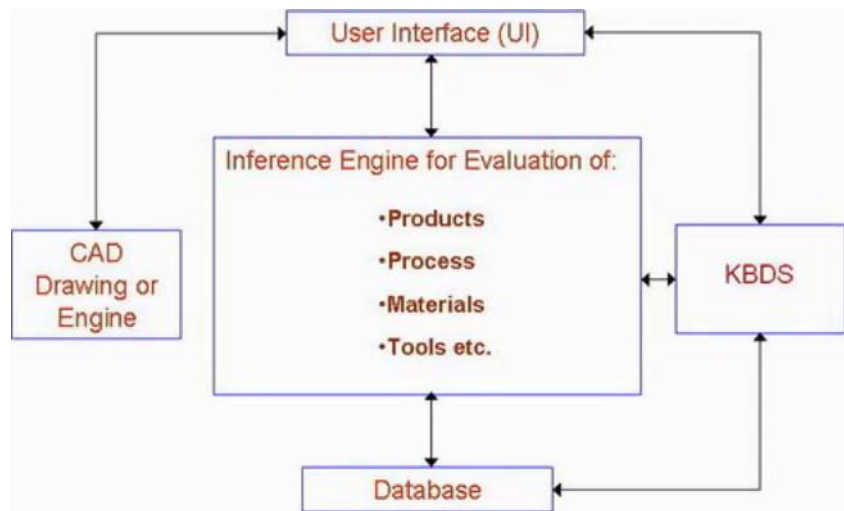 User Interface (UI)
Inference Engine for Evaluation of:
•Products
•Process
•Materials
•Tools etc.
CAD
Drawing or
Engine
KBDS
Database